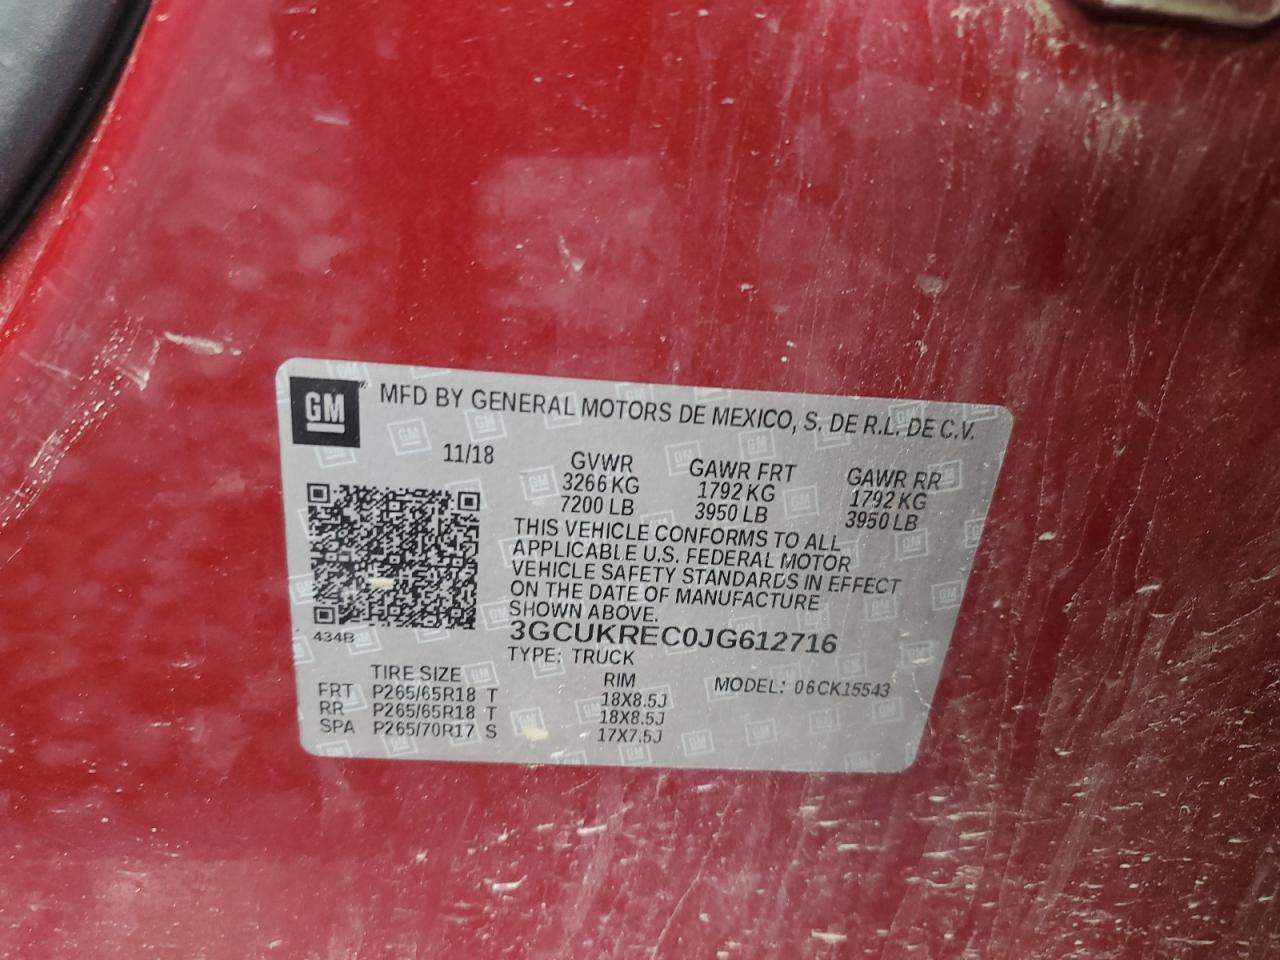 GM
MFD BY GENERAL MOTORS DE MEXICO, S. DE R.L. DE C.V.
11/18
GVWR GAWR FRT GAWR RR
3266 KG 1792 KG 1792 KG
7200 LB 3950 LB 3950 LB
THIS VEHICLE CONFORMS TO ALL
APPLICABLE U.S. FEDERAL MOTOR
VEHICLE SAFETY STANDARDS IN EFFECT
ON THE DATE OF MANUFACTURE
SHOWN ABOVE.
434B
3GCUKREC0JG612716
TYPE: TRUCK
TIRE SIZE RIM MODEL: 06CK15543
FRT P265/65R18 T 18X8.5J
RR P265/65R18 T 18X8.5J
SPA P265/70R17 S 17X7.5J